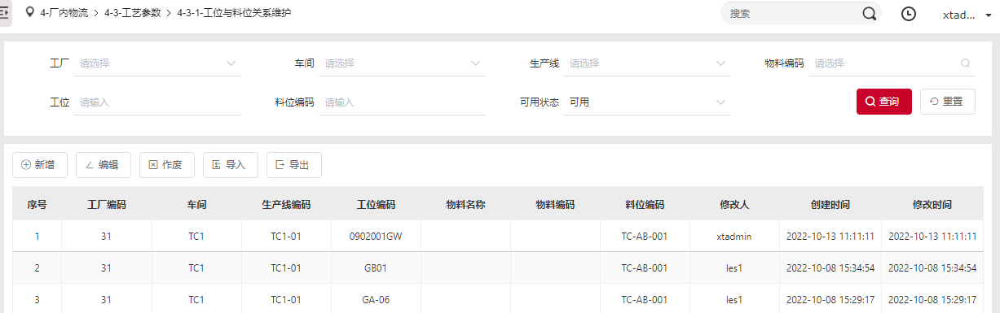 4-厂内物流 > 4-3-工艺参数 > 4-3-1-工位与料位关系维护 搜索 xtad...
工厂 请选择 车间 请选择 生产线 请选择 物料编码 请选择
工位 请输入 料位编码 请输入 可用状态 可用 查询 重置
新增 编辑 作废 导入 导出
序号 工厂编码 车间 生产线编码 工位编码 物料名称 物料编码 料位编码 修改人 创建时间 修改时间
1 31 TC1 TC1-01 0902001GW TC-AB-001 xtadmin 2022-10-13 11:11:11 2022-10-13 11:11:11
2 31 TC1 TC1-01 GB01 TC-AB-001 les1 2022-10-08 15:34:54 2022-10-08 15:34:54
3 31 TC1 TC1-01 GA-06 TC-AB-001 les1 2022-10-08 15:29:17 2022-10-08 15:29:17